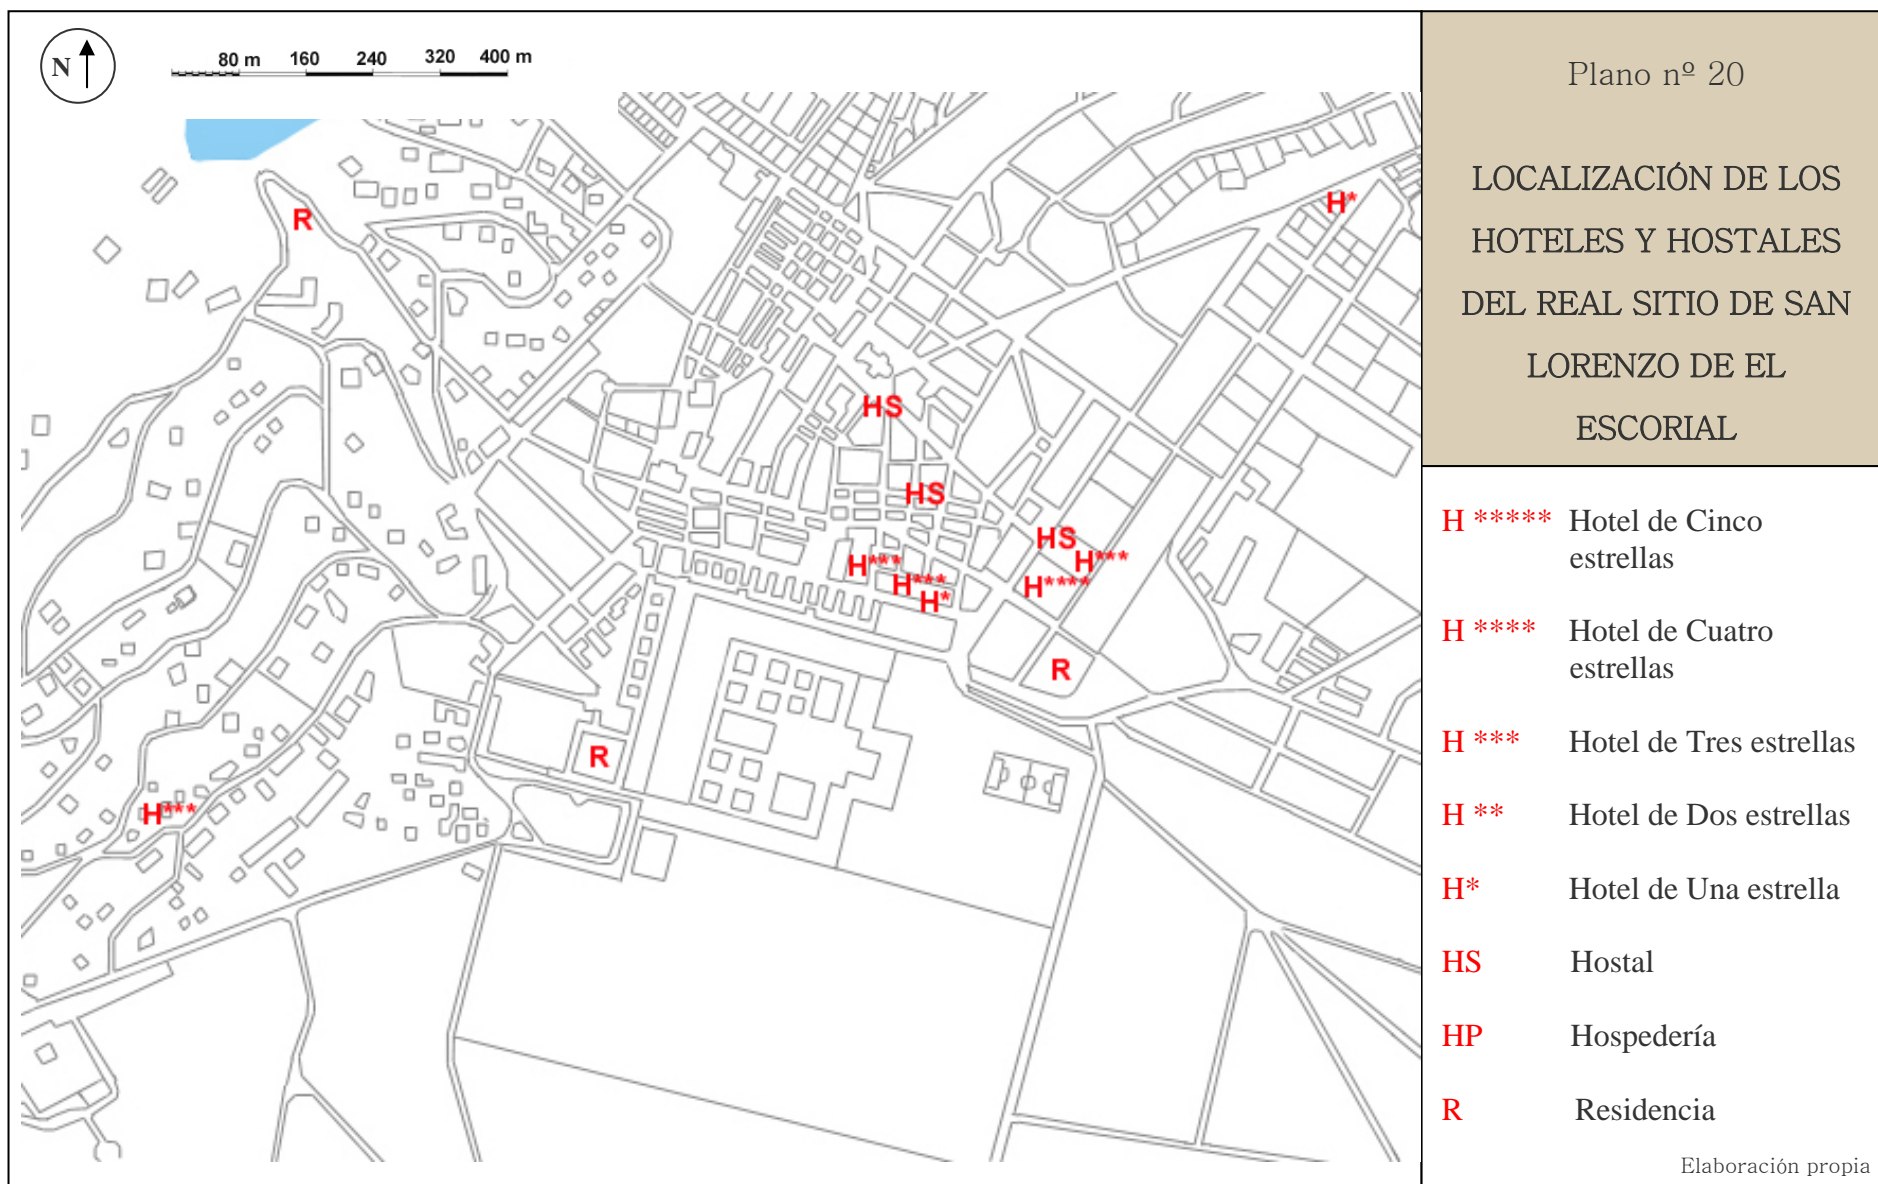 N
80 m 160 240 320 400 m
R
H*
HS
HS
HS
H***
H***
H****
H***
H*
R
R
H***
Plano nº 20
LOCALIZACIÓN DE LOS
HOTELES Y HOSTALES
DEL REAL SITIO DE SAN
LORENZO DE EL
ESCORIAL
H ***** Hotel de Cinco
estrellas
H **** Hotel de Cuatro
estrellas
H *** Hotel de Tres estrellas
H ** Hotel de Dos estrellas
H* Hotel de Una estrella
HS Hostal
HP Hospedería
R Residencia
Elaboración propia